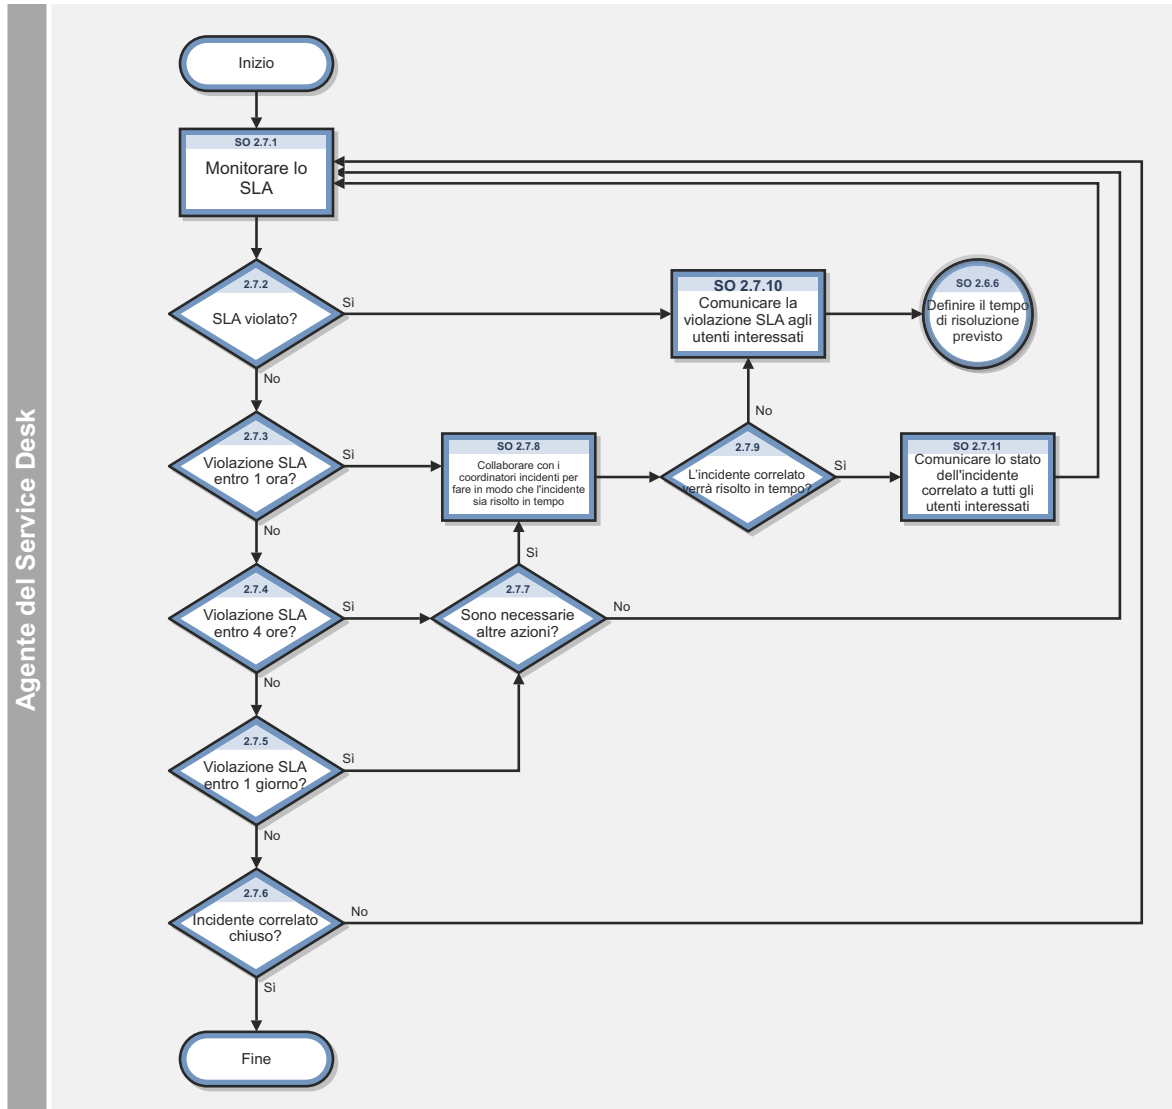 Agente del Service Desk
Inizio
SO 2.7.1
Monitorare lo
SLA
2.7.2
SLA violato?
Sì
No
SO 2.7.10
Comunicare la
violazione SLA agli
utenti interessati
SO 2.6.6
Definire il tempo
di risoluzione
previsto
2.7.3
Violazione SLA
entro 1 ora?
Sì
No
SO 2.7.8
Collaborare con i
coordinatori incidenti per
fare in modo che l'incidente
sia risolto in tempo
No
2.7.9
L'incidente correlato
verrà risolto in tempo?
Sì
SO 2.7.11
Comunicare lo stato
dell'incidente
correlato a tutti gli
utenti interessati
2.7.4
Violazione SLA
entro 4 ore?
Sì
No
Sì
2.7.7
Sono necessarie
altre azioni?
No
2.7.5
Violazione SLA
entro 1 giorno?
Sì
No
2.7.6
Incidente correlato
chiuso?
No
Sì
Fine